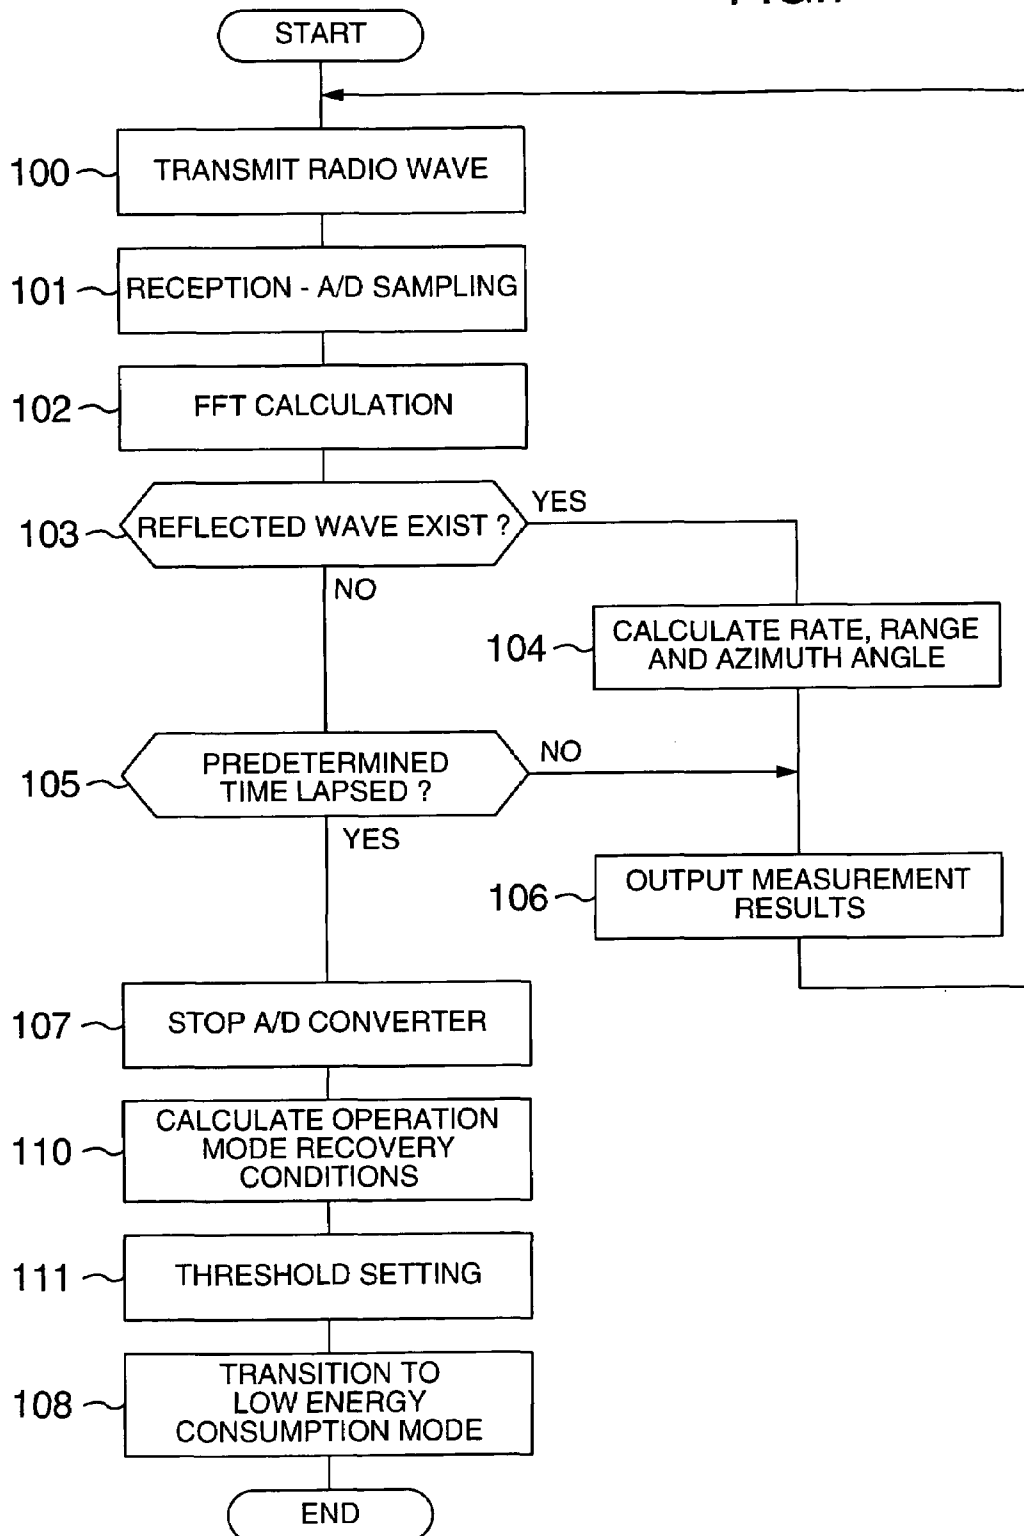 START
100
TRANSMIT RADIO WAVE
101
RECEPTION - A/D SAMPLING
102
FFT CALCULATION
103
REFLECTED WAVE EXIST ?
YES
NO
104
CALCULATE RATE, RANGE
AND AZIMUTH ANGLE
105
PREDETERMINED
TIME LAPSED ?
NO
YES
106
OUTPUT MEASUREMENT
RESULTS
107
STOP A/D CONVERTER
110
CALCULATE OPERATION
MODE RECOVERY
CONDITIONS
111
THRESHOLD SETTING
108
TRANSITION TO
LOW ENERGY
CONSUMPTION MODE
END